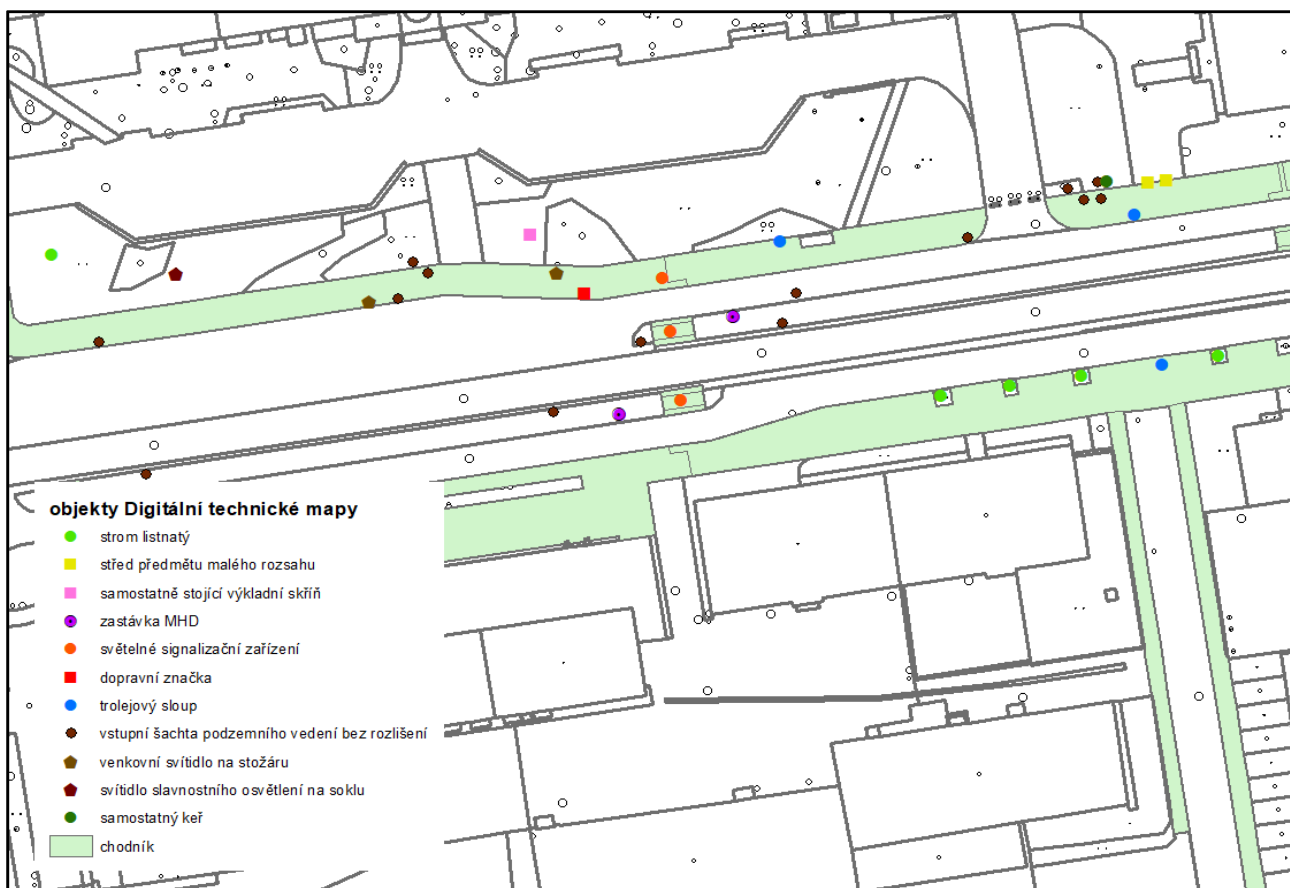 objekty Digitální technické mapy
strom listnatý
střed předmětu malého rozsahu
samostatně stojící výkladní skříň
zastávka MHD
světelné signalizační zařízení
dopravní značka
trolejový sloup
vstupní šachta podzemního vedení bez rozlišení
venkovní svítidlo na stožáru
svítidlo slavnostního osvětlení na soklu
samostatný keř
chodník